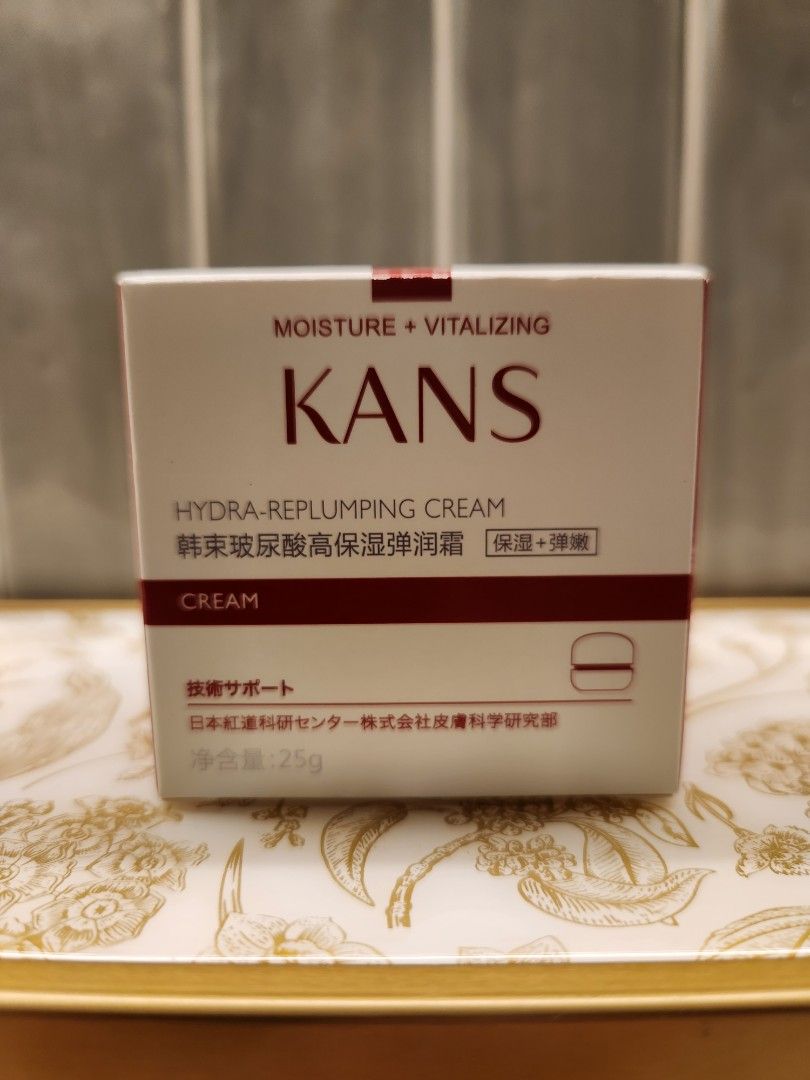 MOISTURE + VITALIZING
KANS
HYDRA-REPLUMPING CREAM
韩束玻尿酸高保湿弹润霜 保湿+弹嫩
CREAM
技術サポート
日本紅道科研センター株式会社皮膚科学研究部
净含量:25g